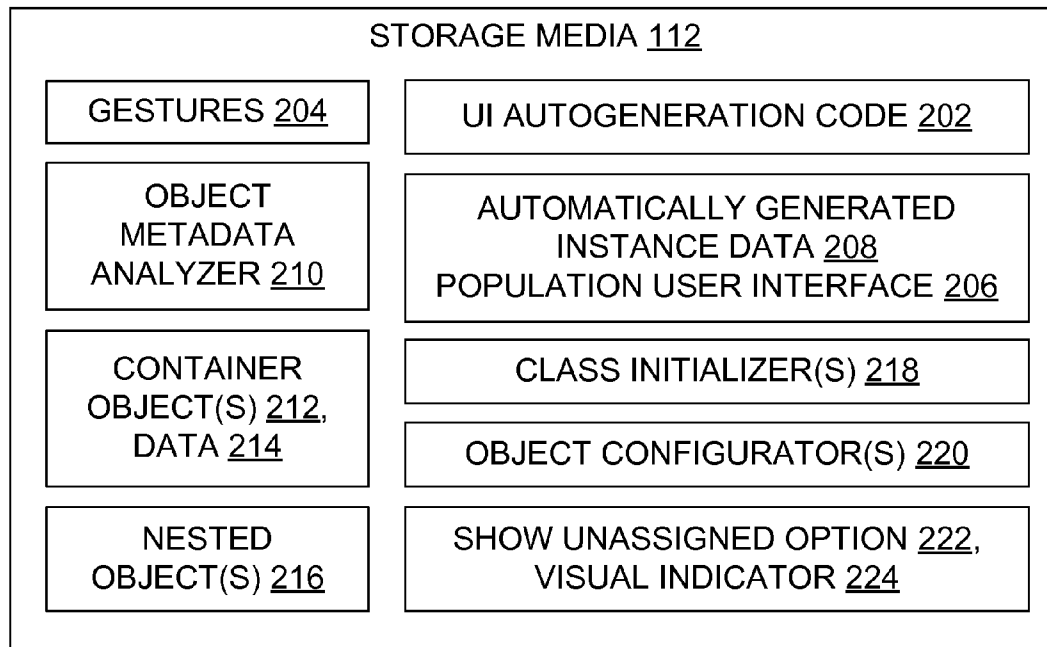 STORAGE MEDIA 112
GESTURES 204
UI AUTOGENERATION CODE 202
OBJECT
METADATA
ANALYZER 210
AUTOMATICALLY GENERATED
INSTANCE DATA 208
POPULATION USER INTERFACE 206
CONTAINER
OBJECT(S) 212,
DATA 214
CLASS INITIALIZER(S) 218
OBJECT CONFIGURATOR(S) 220
NESTED
OBJECT(S) 216
SHOW UNASSIGNED OPTION 222,
VISUAL INDICATOR 224